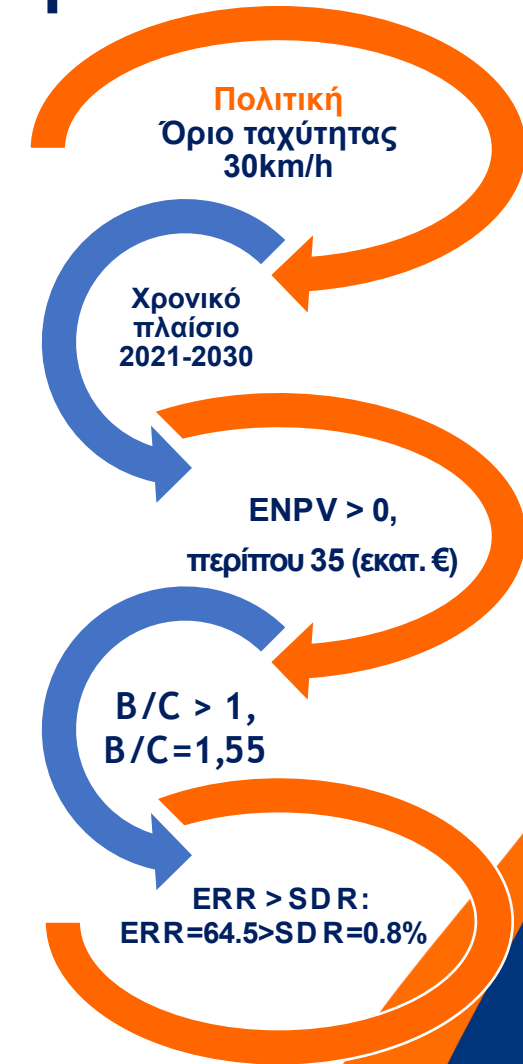 Πολιτική
Όριο ταχύτητας
30km/h
Χρονικό
πλαίσιο
2021-2030
ENPV > 0,
περίπου 35 (εκατ. €)
B/C > 1,
B/C=1,55
ERR > SDR:
ERR=64.5>SDR=0.8%